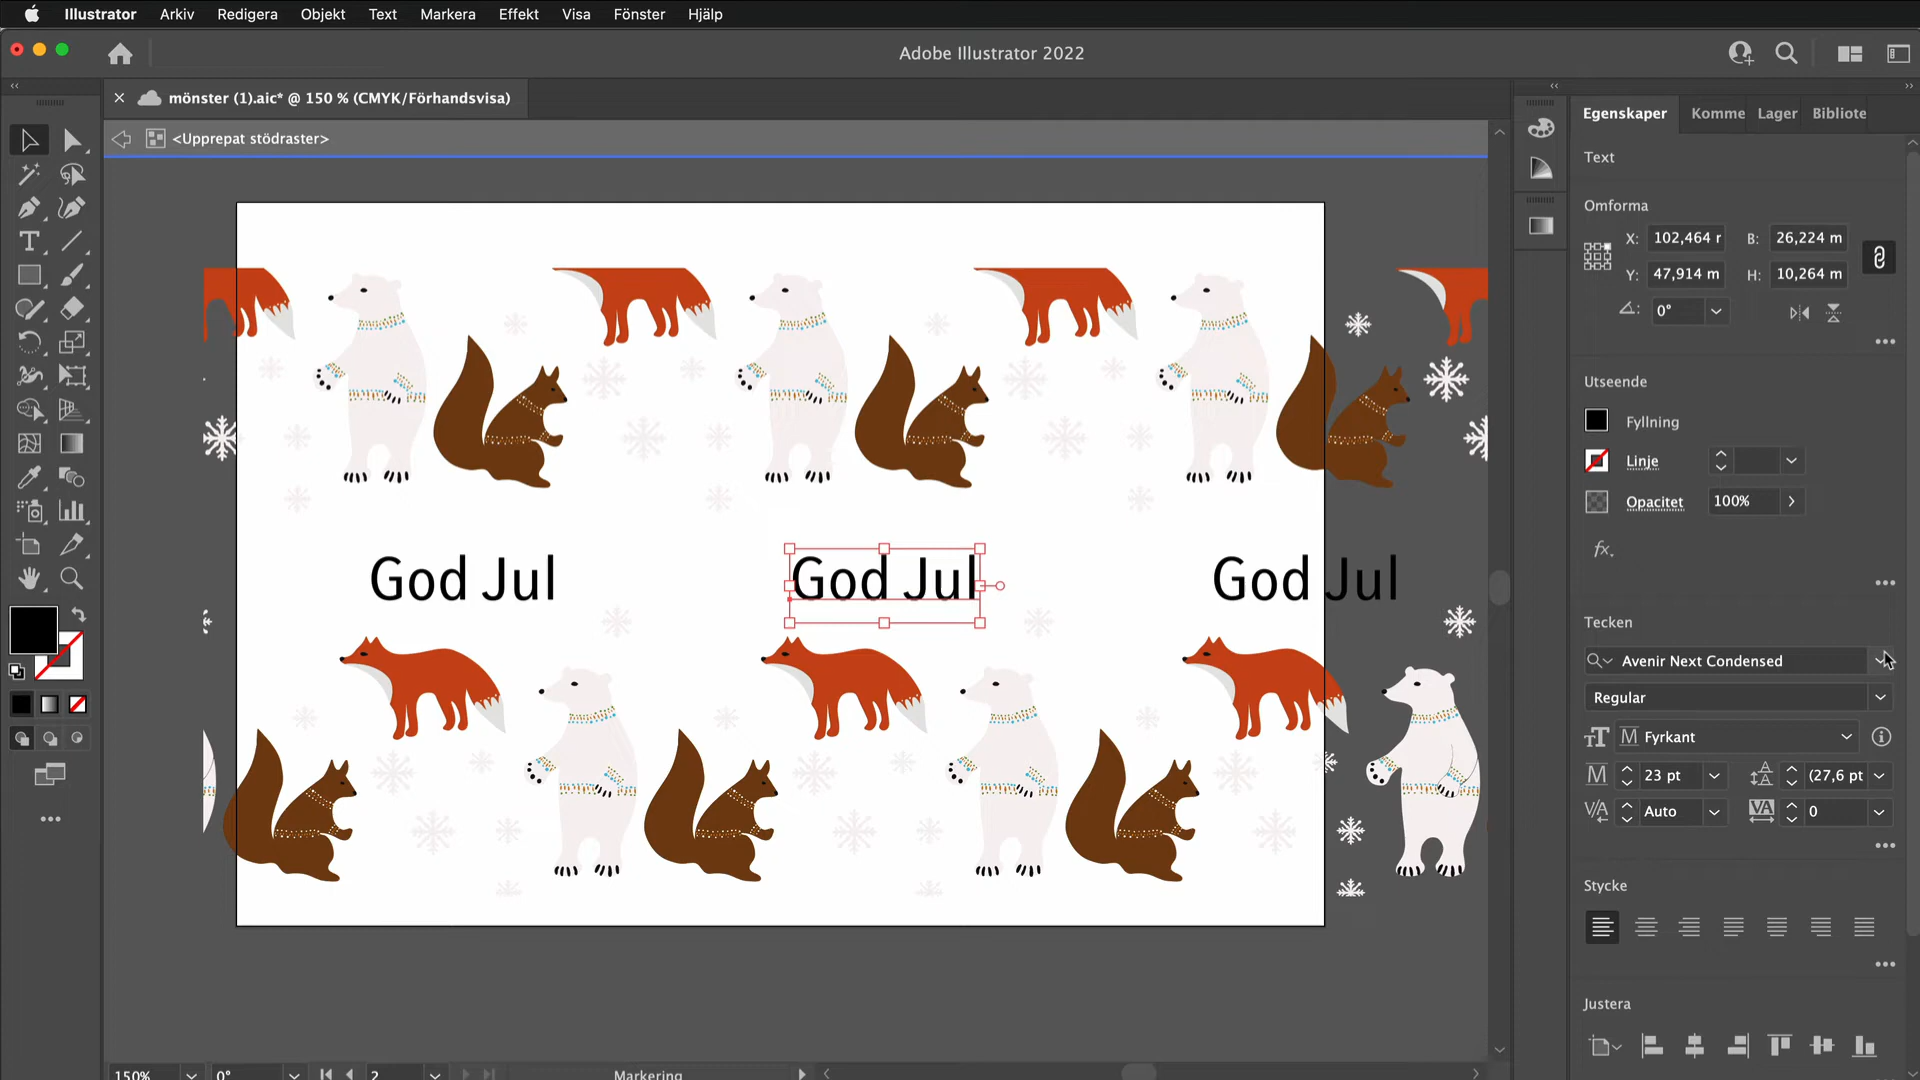 Illustrator Arkiv Redigera Objekt Text Markera Effekt Visa Fönster Hjälp
Adobe Illustrator 2022
mönster (1).aic* @ 150 % (CMYK/Förhandsvisa)
<Upprepat stödraster>
Egenskaper Komme Lager Bibliote
Text
Omforma
X: 102,464 r B: 26,224 m
Y: 47,914 m H: 10,264 m
0°
Utseende
Fyllning
Linje
Opacitet 100%
fx
God Jul God Jul God Jul
Tecken
Avenir Next Condensed
Regular
Fyrkant
23 pt (27,6 pt
Auto 0
Stycke
Justera
150% 0° 2 Markering